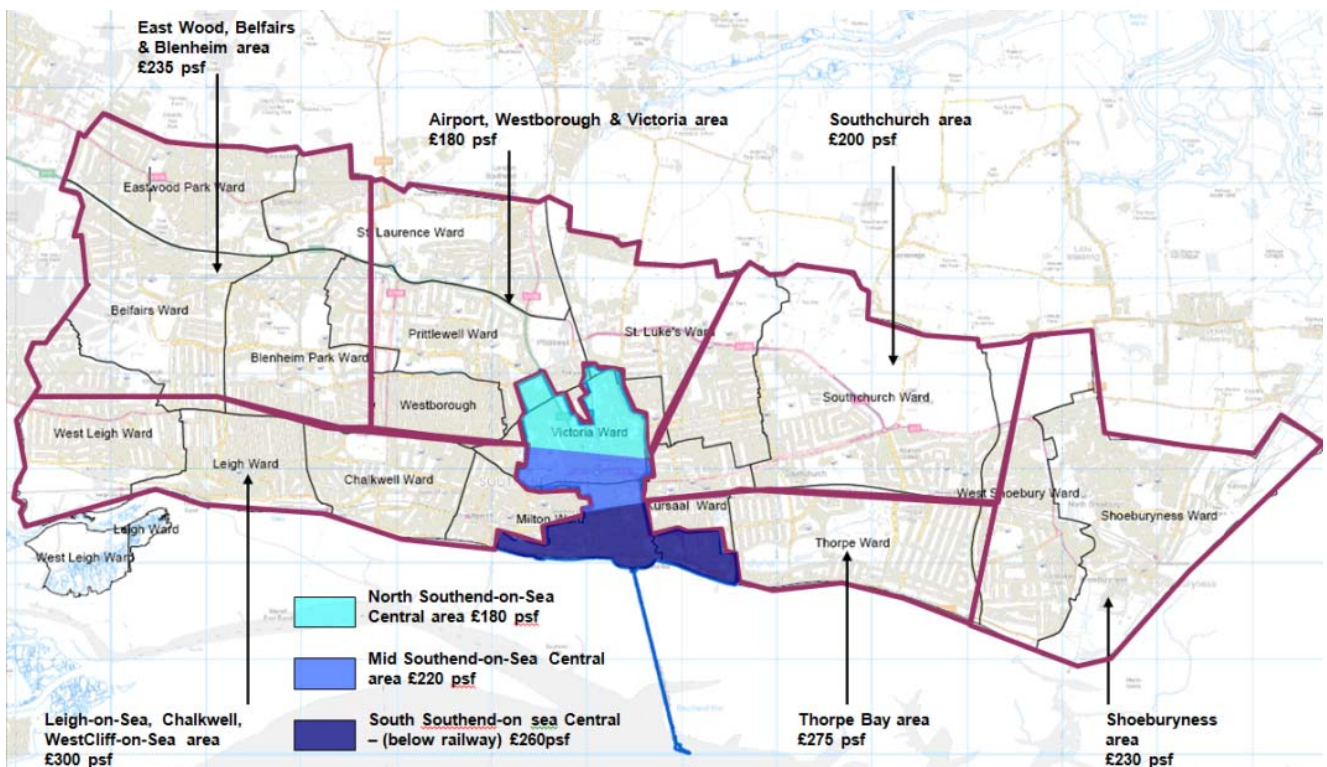 East Wood, Belfairs
& Blenheim area
£235 psf
Airport, Westborough & Victoria area
£180 psf
Southchurch area
£200 psf
Eastwood Park Ward
St. Laurence Ward
Belfairs Ward
Prittlewell Ward
St. Luke's Ward
Blenheim Park Ward
Westborough
Southchurch Ward
West Leigh Ward
Victoria Ward
Leigh Ward
Chalkwell Ward
West Shoebury Ward
Milton Ward
Kursaal Ward
Shoeburyness Ward
Leigh Ward
Thorpe Ward
West Leigh Ward
North Southend-on-Sea
Central area £180 psf
Mid Southend-on-Sea Central
area £220 psf
South Southend-on sea Central
– (below railway) £260psf
Leigh-on-Sea, Chalkwell,
WestCliff-on-Sea area
£300 psf
Thorpe Bay area
£275 psf
Shoeburyness
area
£230 psf